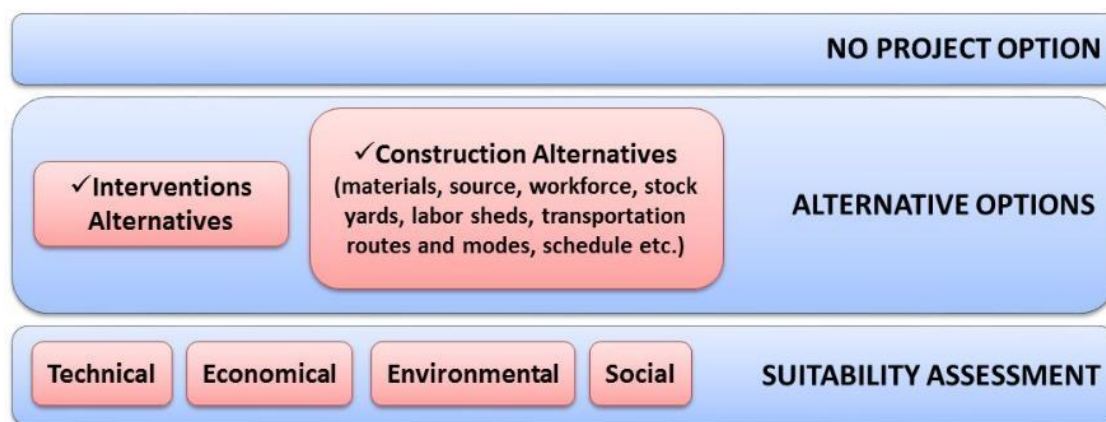 NO PROJECT OPTION
✓Interventions
Alternatives
✓Construction Alternatives
(materials, source, workforce, stock
yards, labor sheds, transportation
routes and modes, schedule etc.)
ALTERNATIVE OPTIONS
Technical
Economical
Environmental
Social
SUITABILITY ASSESSMENT